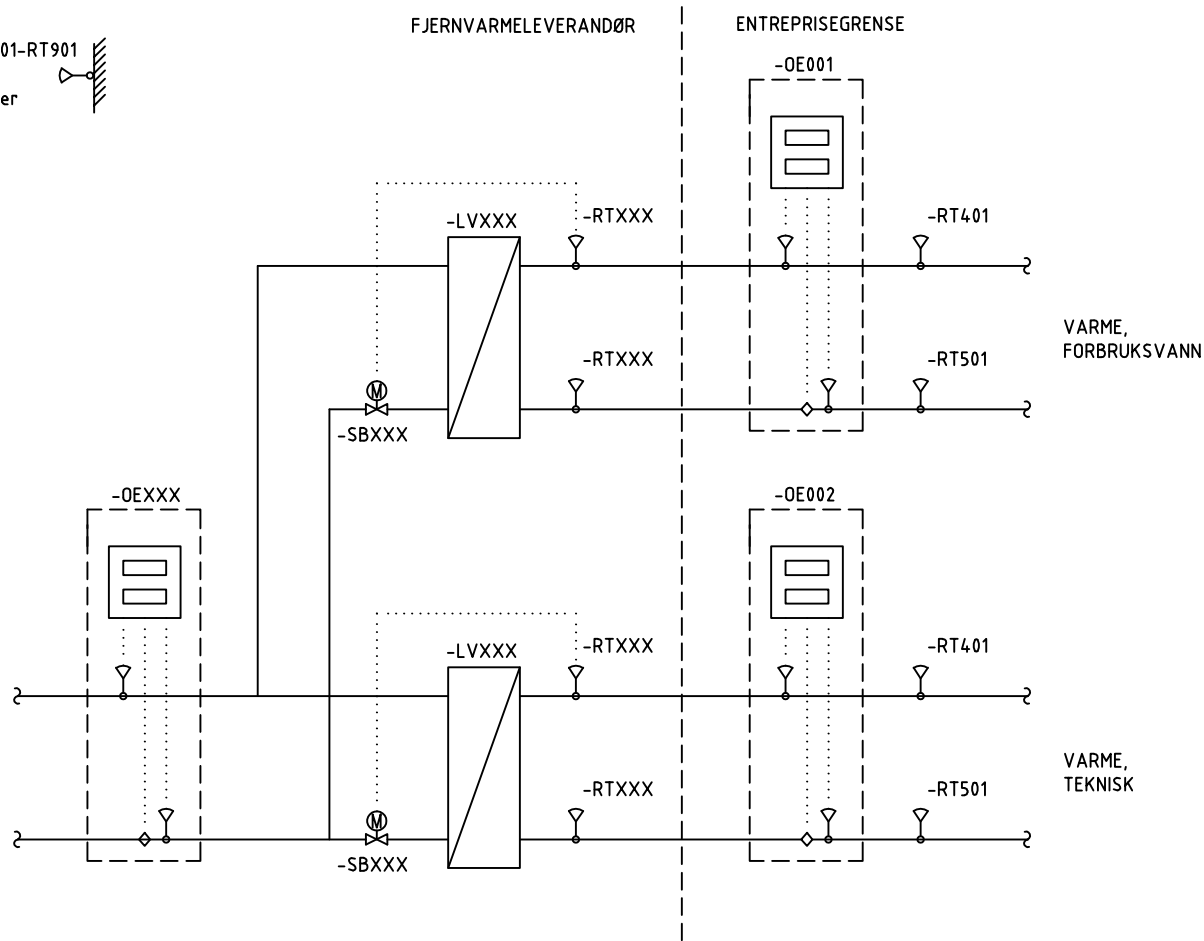 FJERNVARMELEVERANDØR
ENTREPRISEGRENSE
01-RT901
er
-OE001
-LVXXX
-RTXXX
-RT401
VARME,
FORBRUKSVANN
-RTXXX
-RT501
M
-SBXXX
-OEXXX
-OE002
-LVXXX
-RTXXX
-RT401
VARME,
TEKNISK
-RTXXX
-RT501
M
-SBXXX